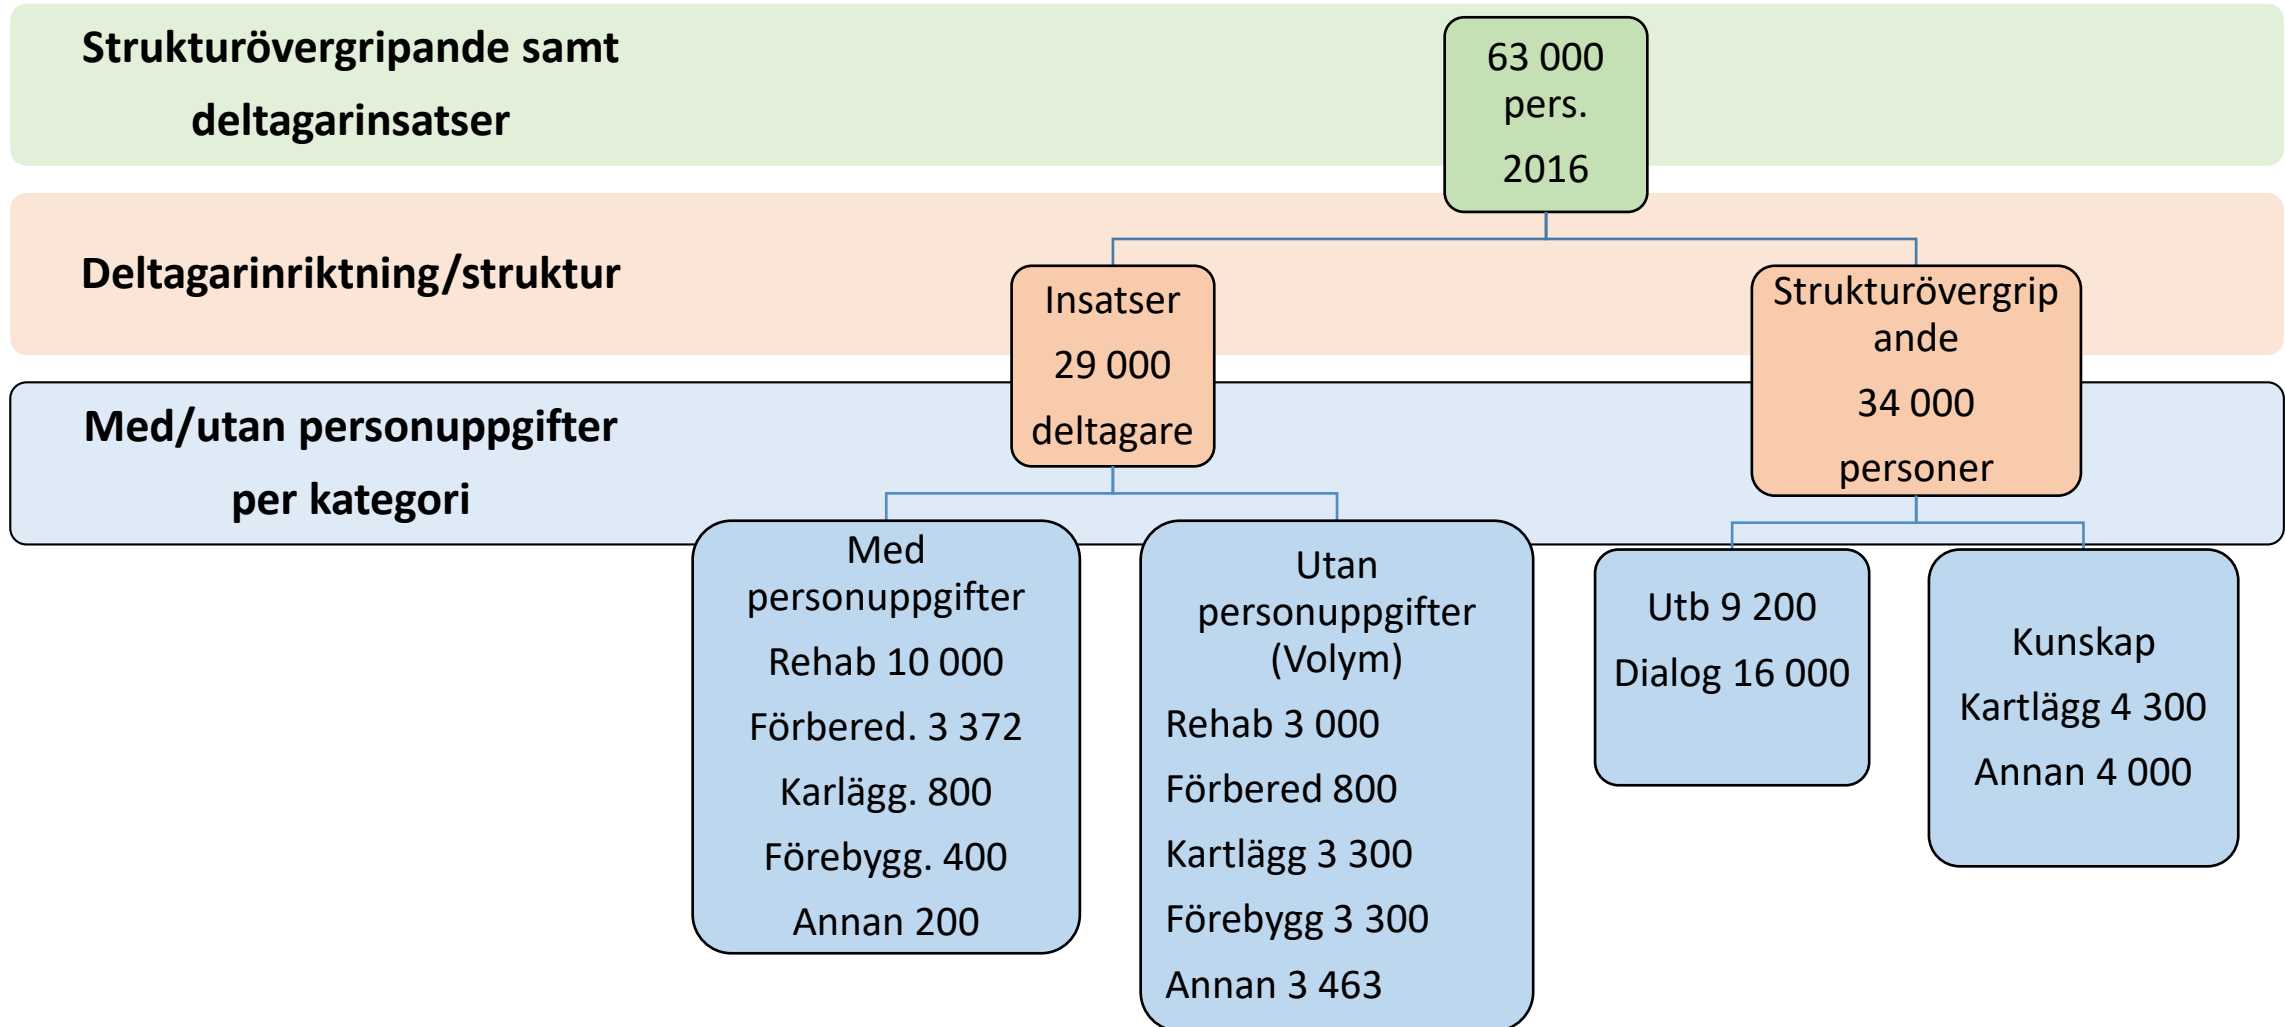 Strukturövergripande samt
deltagarinsatser
63 000
pers.
2016
Deltagarinriktning/struktur
Insatser
29 000
deltagare
Strukturövergrip
ande
34 000
personer
Med/utan personuppgifter
per kategori
Med
personuppgifter
Rehab 10 000
Förbered. 3 372
Karlägg. 800
Förebygg. 400
Annan 200
Utan
personuppgifter
(Volym)
Rehab 3 000
Förbered 800
Kartlägg 3 300
Förebygg 3 300
Annan 3 463
Utb 9 200
Dialog 16 000
Kunskap
Kartlägg 4 300
Annan 4 000